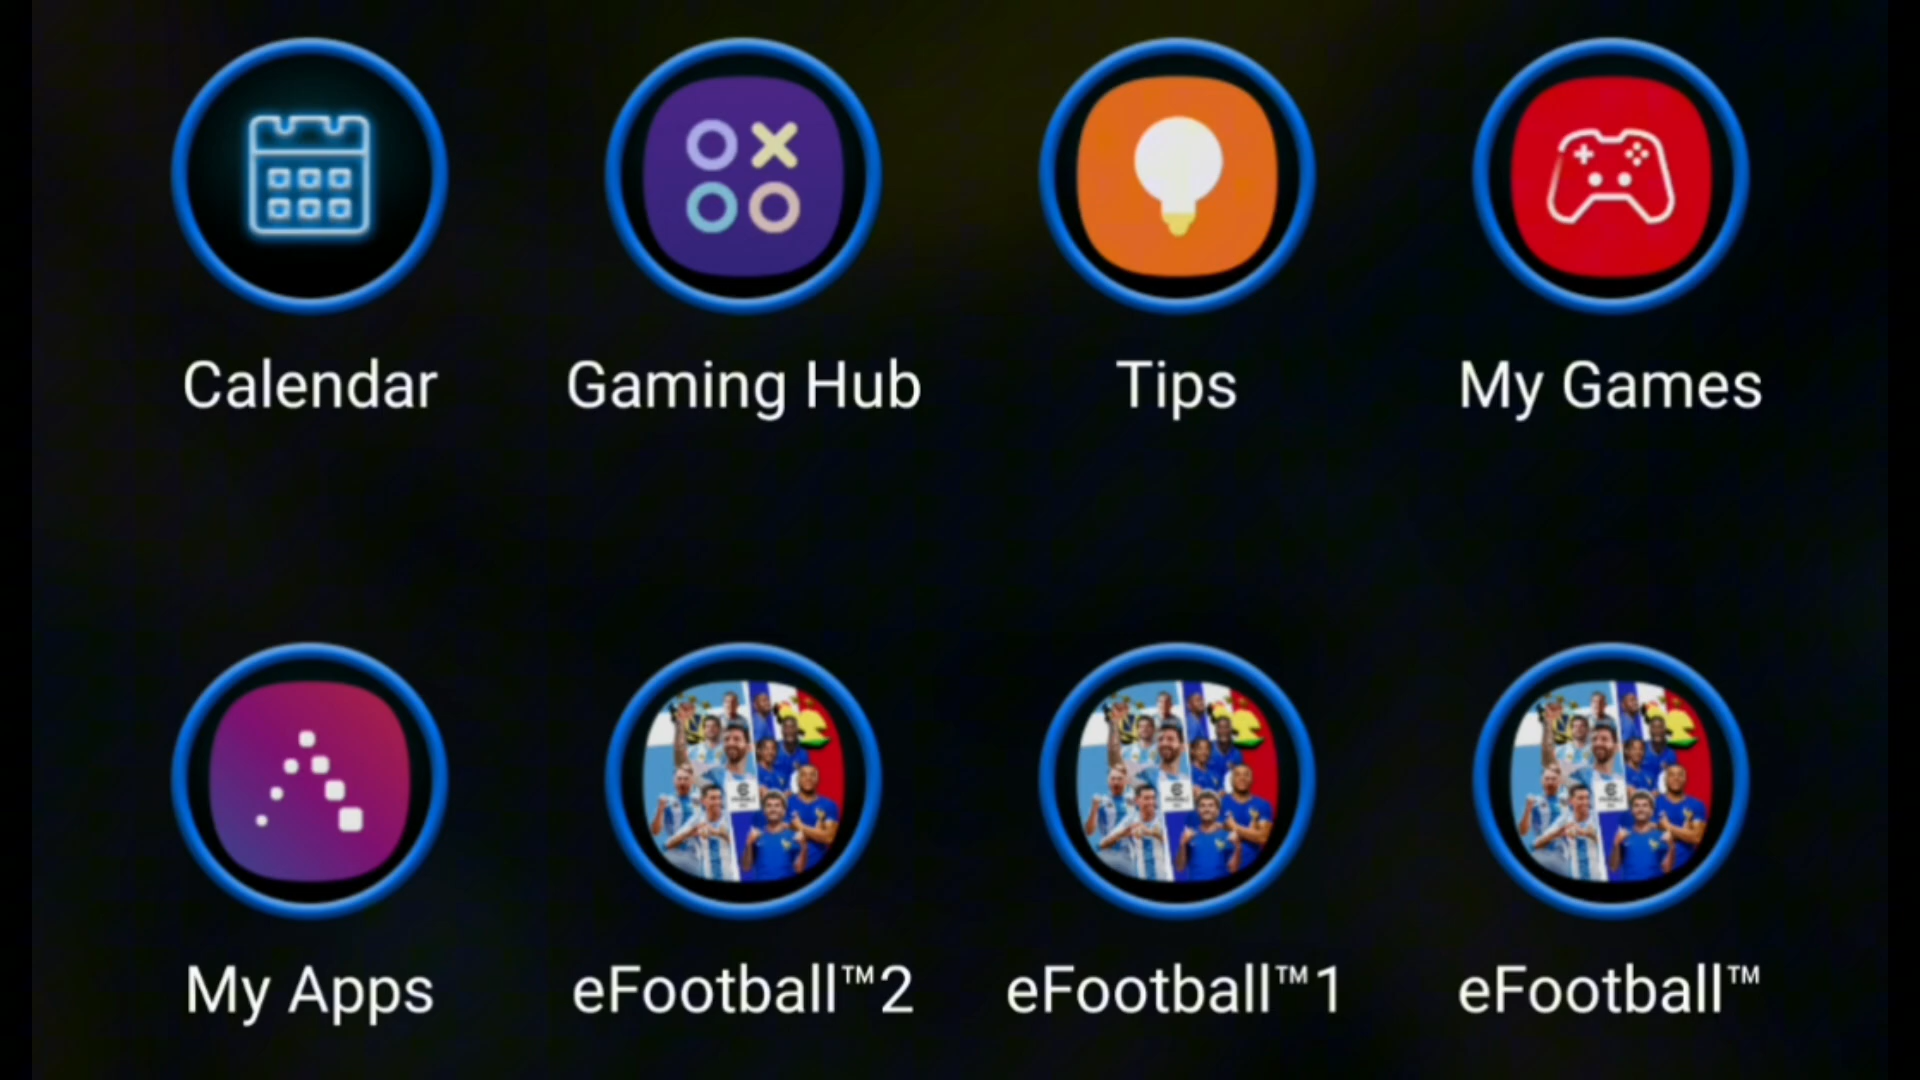 Calendar
Gaming Hub
Tips
My Games
My Apps
eFootball™2
eFootball™1
eFootball™